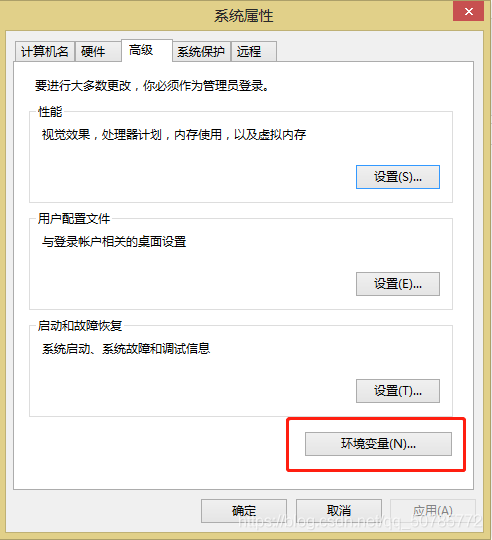 系统属性
计算机名 硬件 高级 系统保护 远程
要进行大多数更改，你必须作为管理员登录。
性能
视觉效果，处理器计划，内存使用，以及虚拟内存
设置(S)...
用户配置文件
与登录帐户相关的桌面设置
设置(E)...
启动和故障恢复
系统启动、系统故障和调试信息
设置(T)...
环境变量(N)...
确定 取消 应用(A)
https://blog.csdn.net/qq_50785772